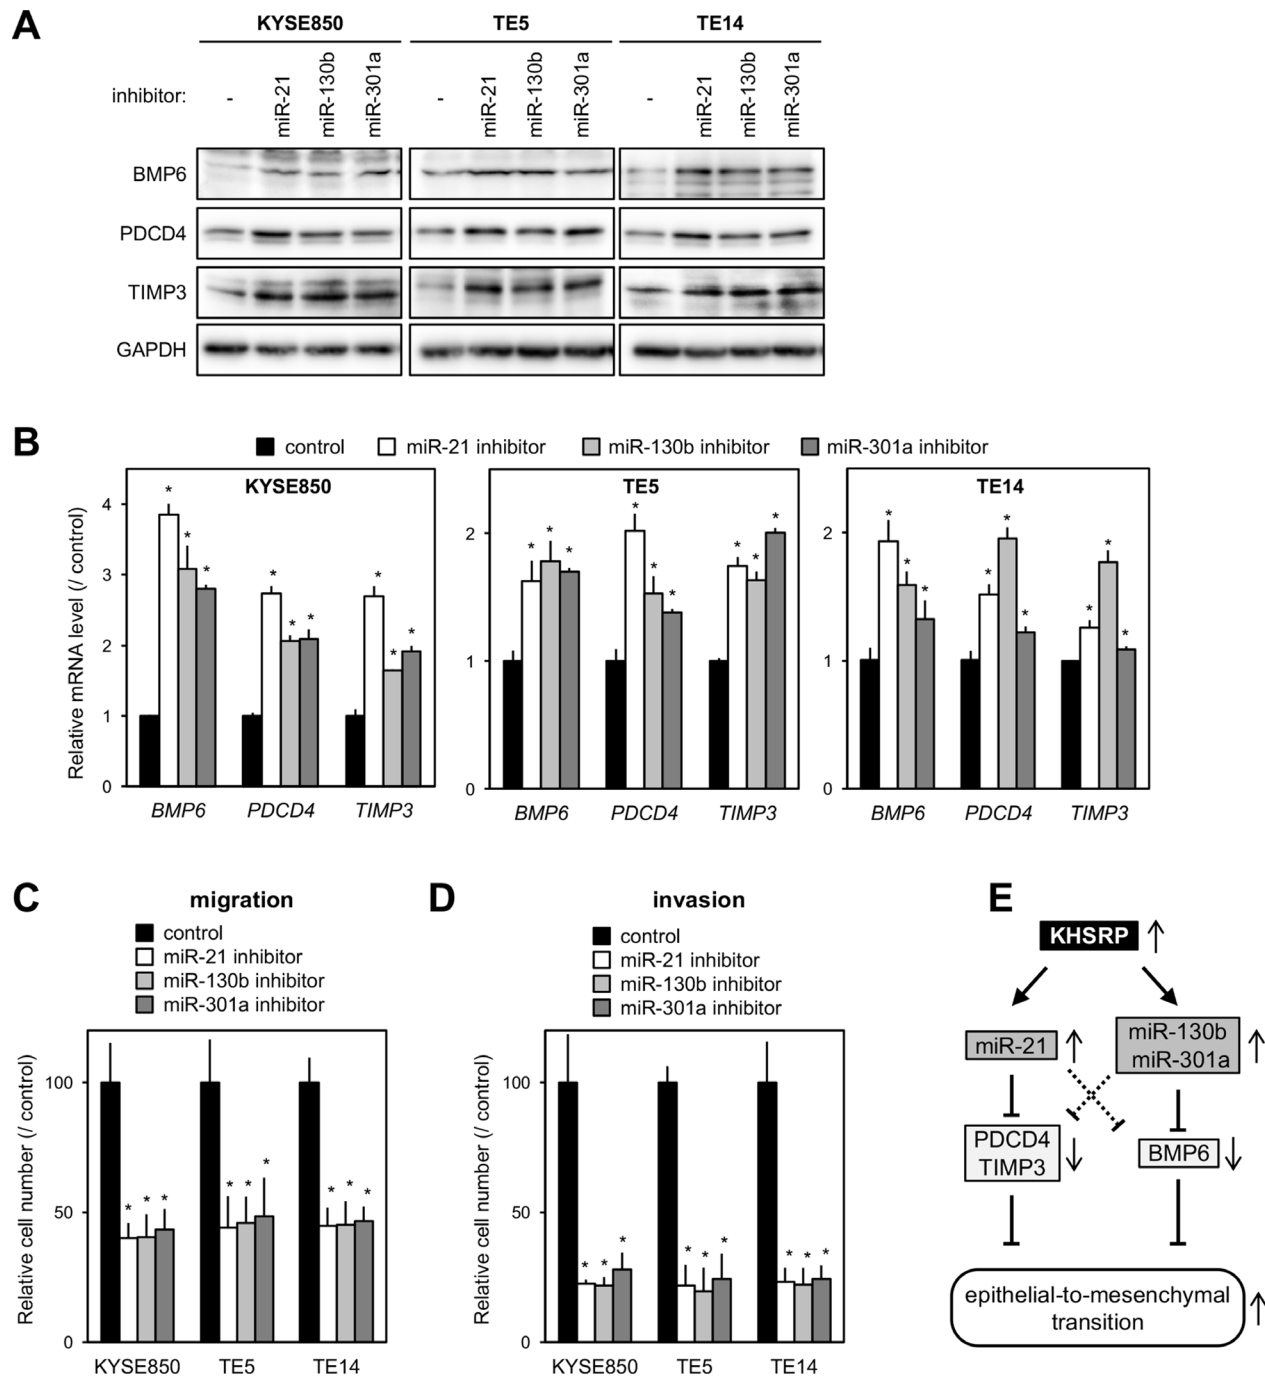 A
KYSE850 TE5 TE14
inhibitor: - miR-21 miR-130b miR-301a - miR-21 miR-130b miR-301a - miR-21 miR-130b miR-301a
BMP6
PDCD4
TIMP3
GAPDH
B
control miR-21 inhibitor miR-130b inhibitor miR-301a inhibitor
Relative mRNA level (/ control)
KYSE850
4
3
2
1
0
* * * * * * * * *
BMP6 PDCD4 TIMP3
TE5
2
1
0
* * * * * * * * *
BMP6 PDCD4 TIMP3
TE14
2
1
0
* * * * * * * * *
BMP6 PDCD4 TIMP3
C
migration
control
miR-21 inhibitor
miR-130b inhibitor
miR-301a inhibitor
Relative cell number (/ control)
100
50
0
* * * * * * * * *
KYSE850 TE5 TE14
D
invasion
control
miR-21 inhibitor
miR-130b inhibitor
miR-301a inhibitor
Relative cell number (/ control)
100
50
0
* * * * * * * * *
KYSE850 TE5 TE14
E
KHSRP ↑
miR-21 ↑
miR-130b
miR-301a ↑
PDCD4
TIMP3 ↓
BMP6 ↓
epithelial-to-mesenchymal
transition ↑